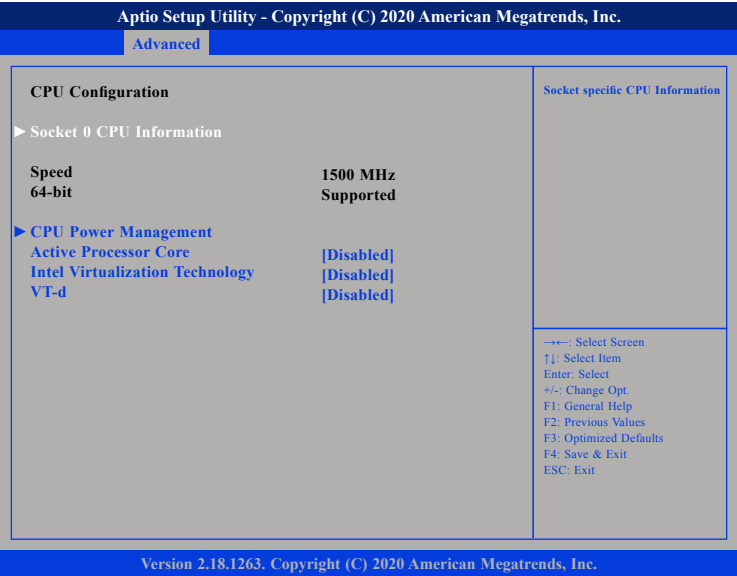 Aptio Setup Utility - Copyright (C) 2020 American Megatrends, Inc.
Advanced
CPU Configuration
Socket specific CPU Information
► Socket 0 CPU Information
Speed 1500 MHz
64-bit Supported
► CPU Power Management
Active Processor Core [Disabled]
Intel Virtualization Technology [Disabled]
VT-d [Disabled]
→←: Select Screen
↑↓: Select Item
Enter: Select
+/-: Change Opt.
F1: General Help
F2: Previous Values
F3: Optimized Defaults
F4: Save & Exit
ESC: Exit
Version 2.18.1263. Copyright (C) 2020 American Megatrends, Inc.